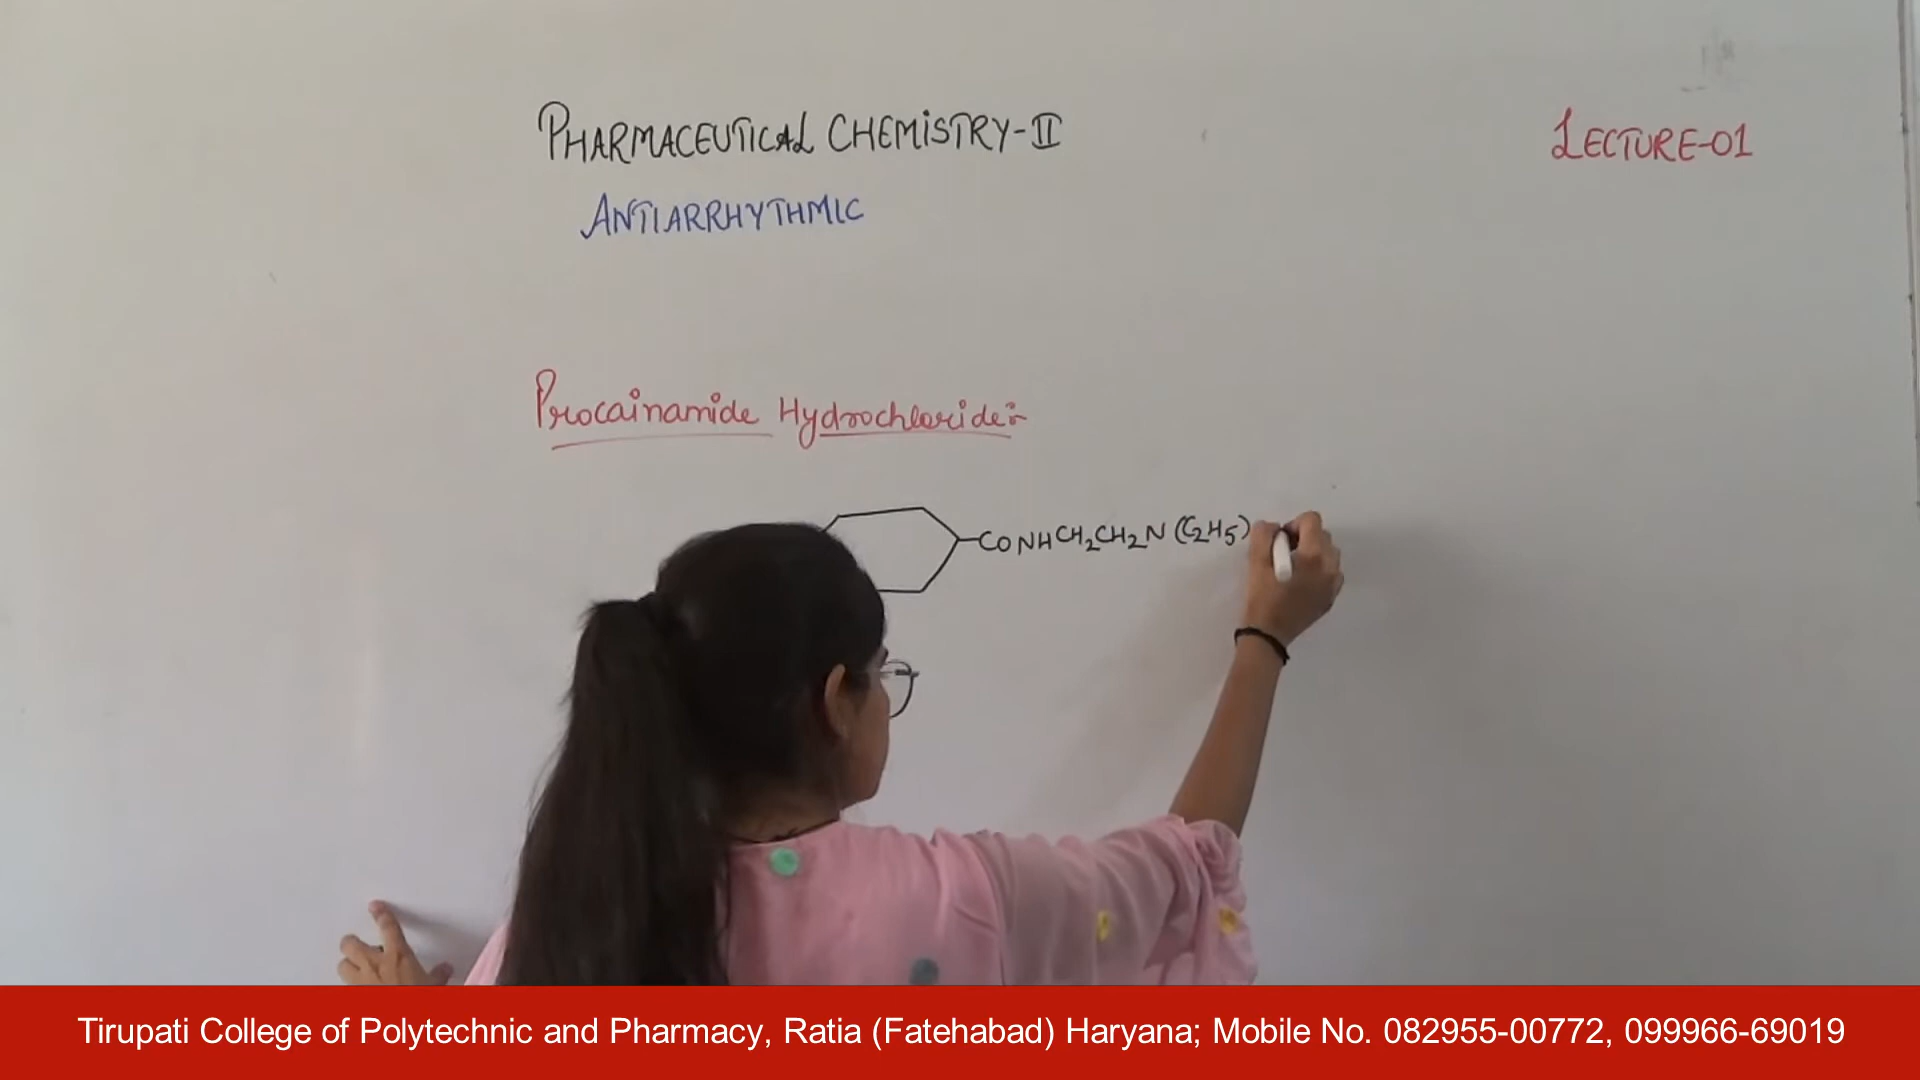 PHARMACEUTICAL CHEMISTRY-II
LECTURE-01
ANTIARRHYTHMIC
Procainamide Hydrochloride:-
CONHCH2CH2N(C2H5)
Tirupati College of Polytechnic and Pharmacy, Ratia (Fatehabad) Haryana; Mobile No. 082955-00772, 099966-69019